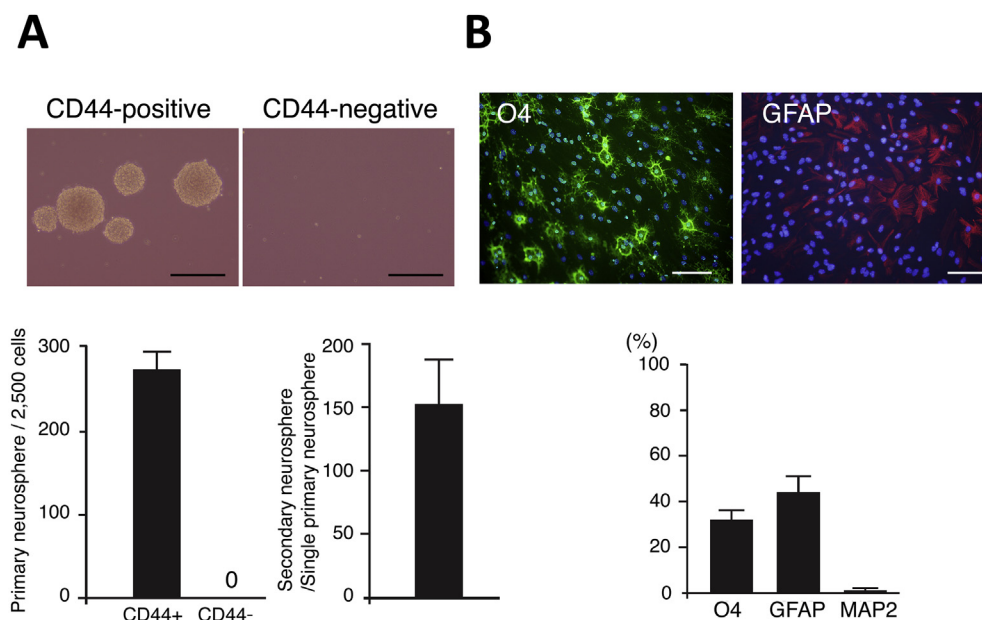 A
B
CD44-positive
CD44-negative
O4
GFAP
Primary neurosphere / 2,500 cells
300
200
100
0
0
CD44+
CD44-
Secondary neurosphere
/Single primary neurosphere
200
150
100
50
0
(%)
100
80
60
40
20
0
O4
GFAP
MAP2